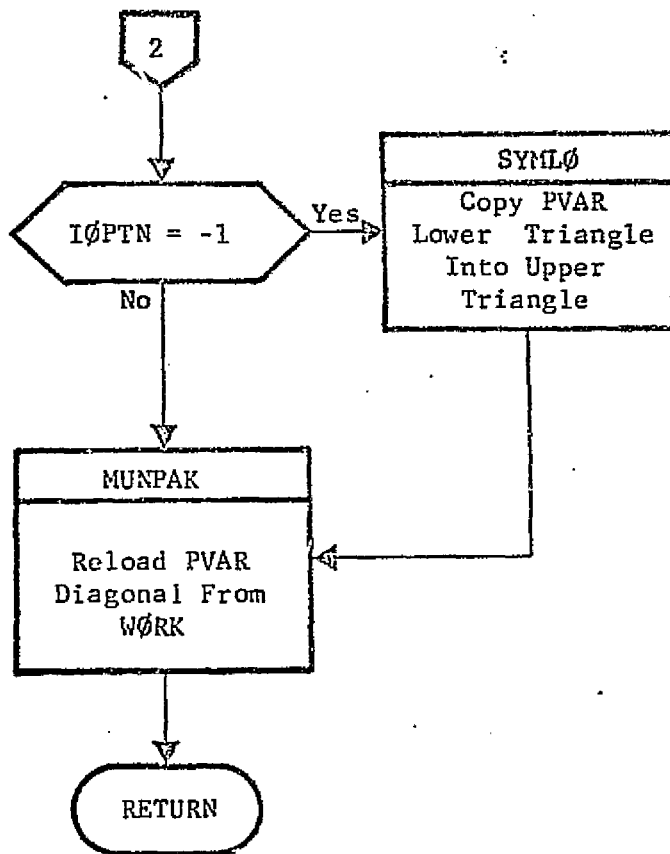 2
IØPTN = -1
Yes
No
SYMLØ
Copy PVAR
Lower Triangle
Into Upper
Triangle
MUNPAK
Reload PVAR
Diagonal From
WØRK
RETURN